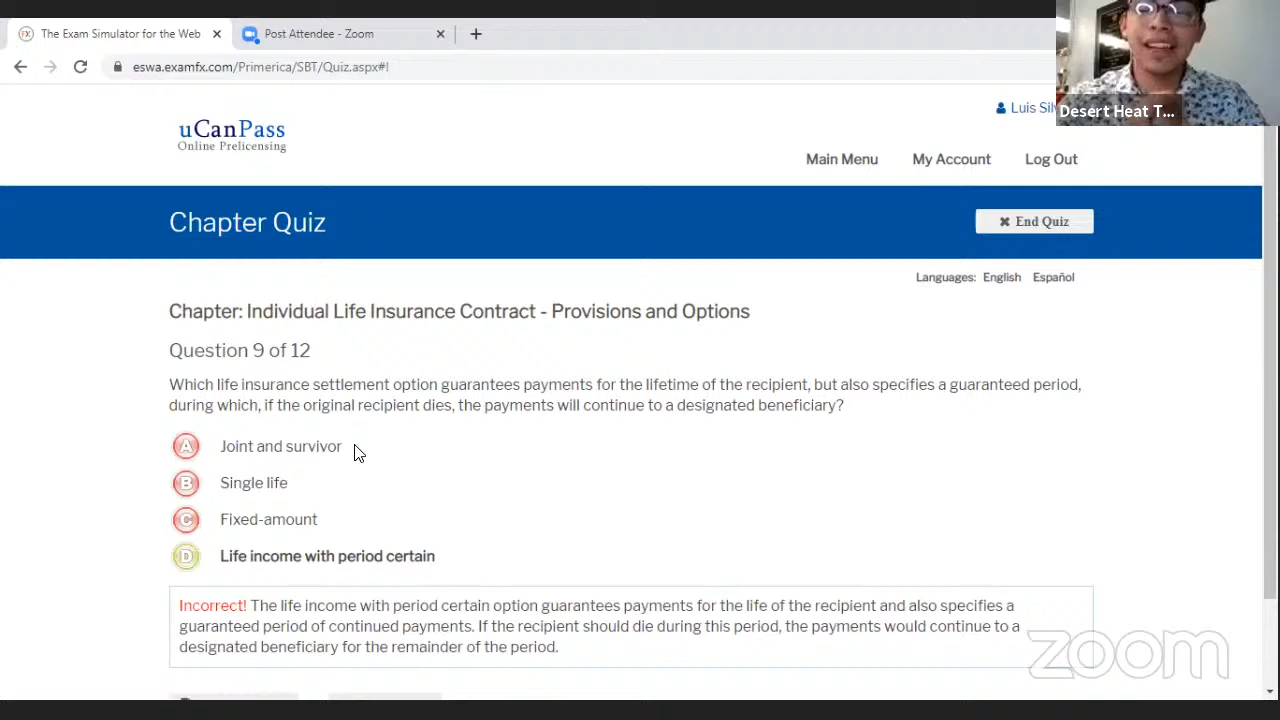 The Exam Simulator for the Web
Post Attendee - Zoom
eswa.examfx.com/Primerica/SBT/Quiz.aspx#!
Desert Heat T...
Luis
uCanPass
Online Prelicensing
Main Menu My Account Log Out
Chapter Quiz
End Quiz
Languages: English Español
Chapter: Individual Life Insurance Contract - Provisions and Options
Question 9 of 12
Which life insurance settlement option guarantees payments for the lifetime of the recipient, but also specifies a guaranteed period,
during which, if the original recipient dies, the payments will continue to a designated beneficiary?
A Joint and survivor
B Single life
C Fixed-amount
D Life income with period certain
Incorrect! The life income with period certain option guarantees payments for the life of the recipient and also specifies a
guaranteed period of continued payments. If the recipient should die during this period, the payments would continue to a
designated beneficiary for the remainder of the period.
zoom